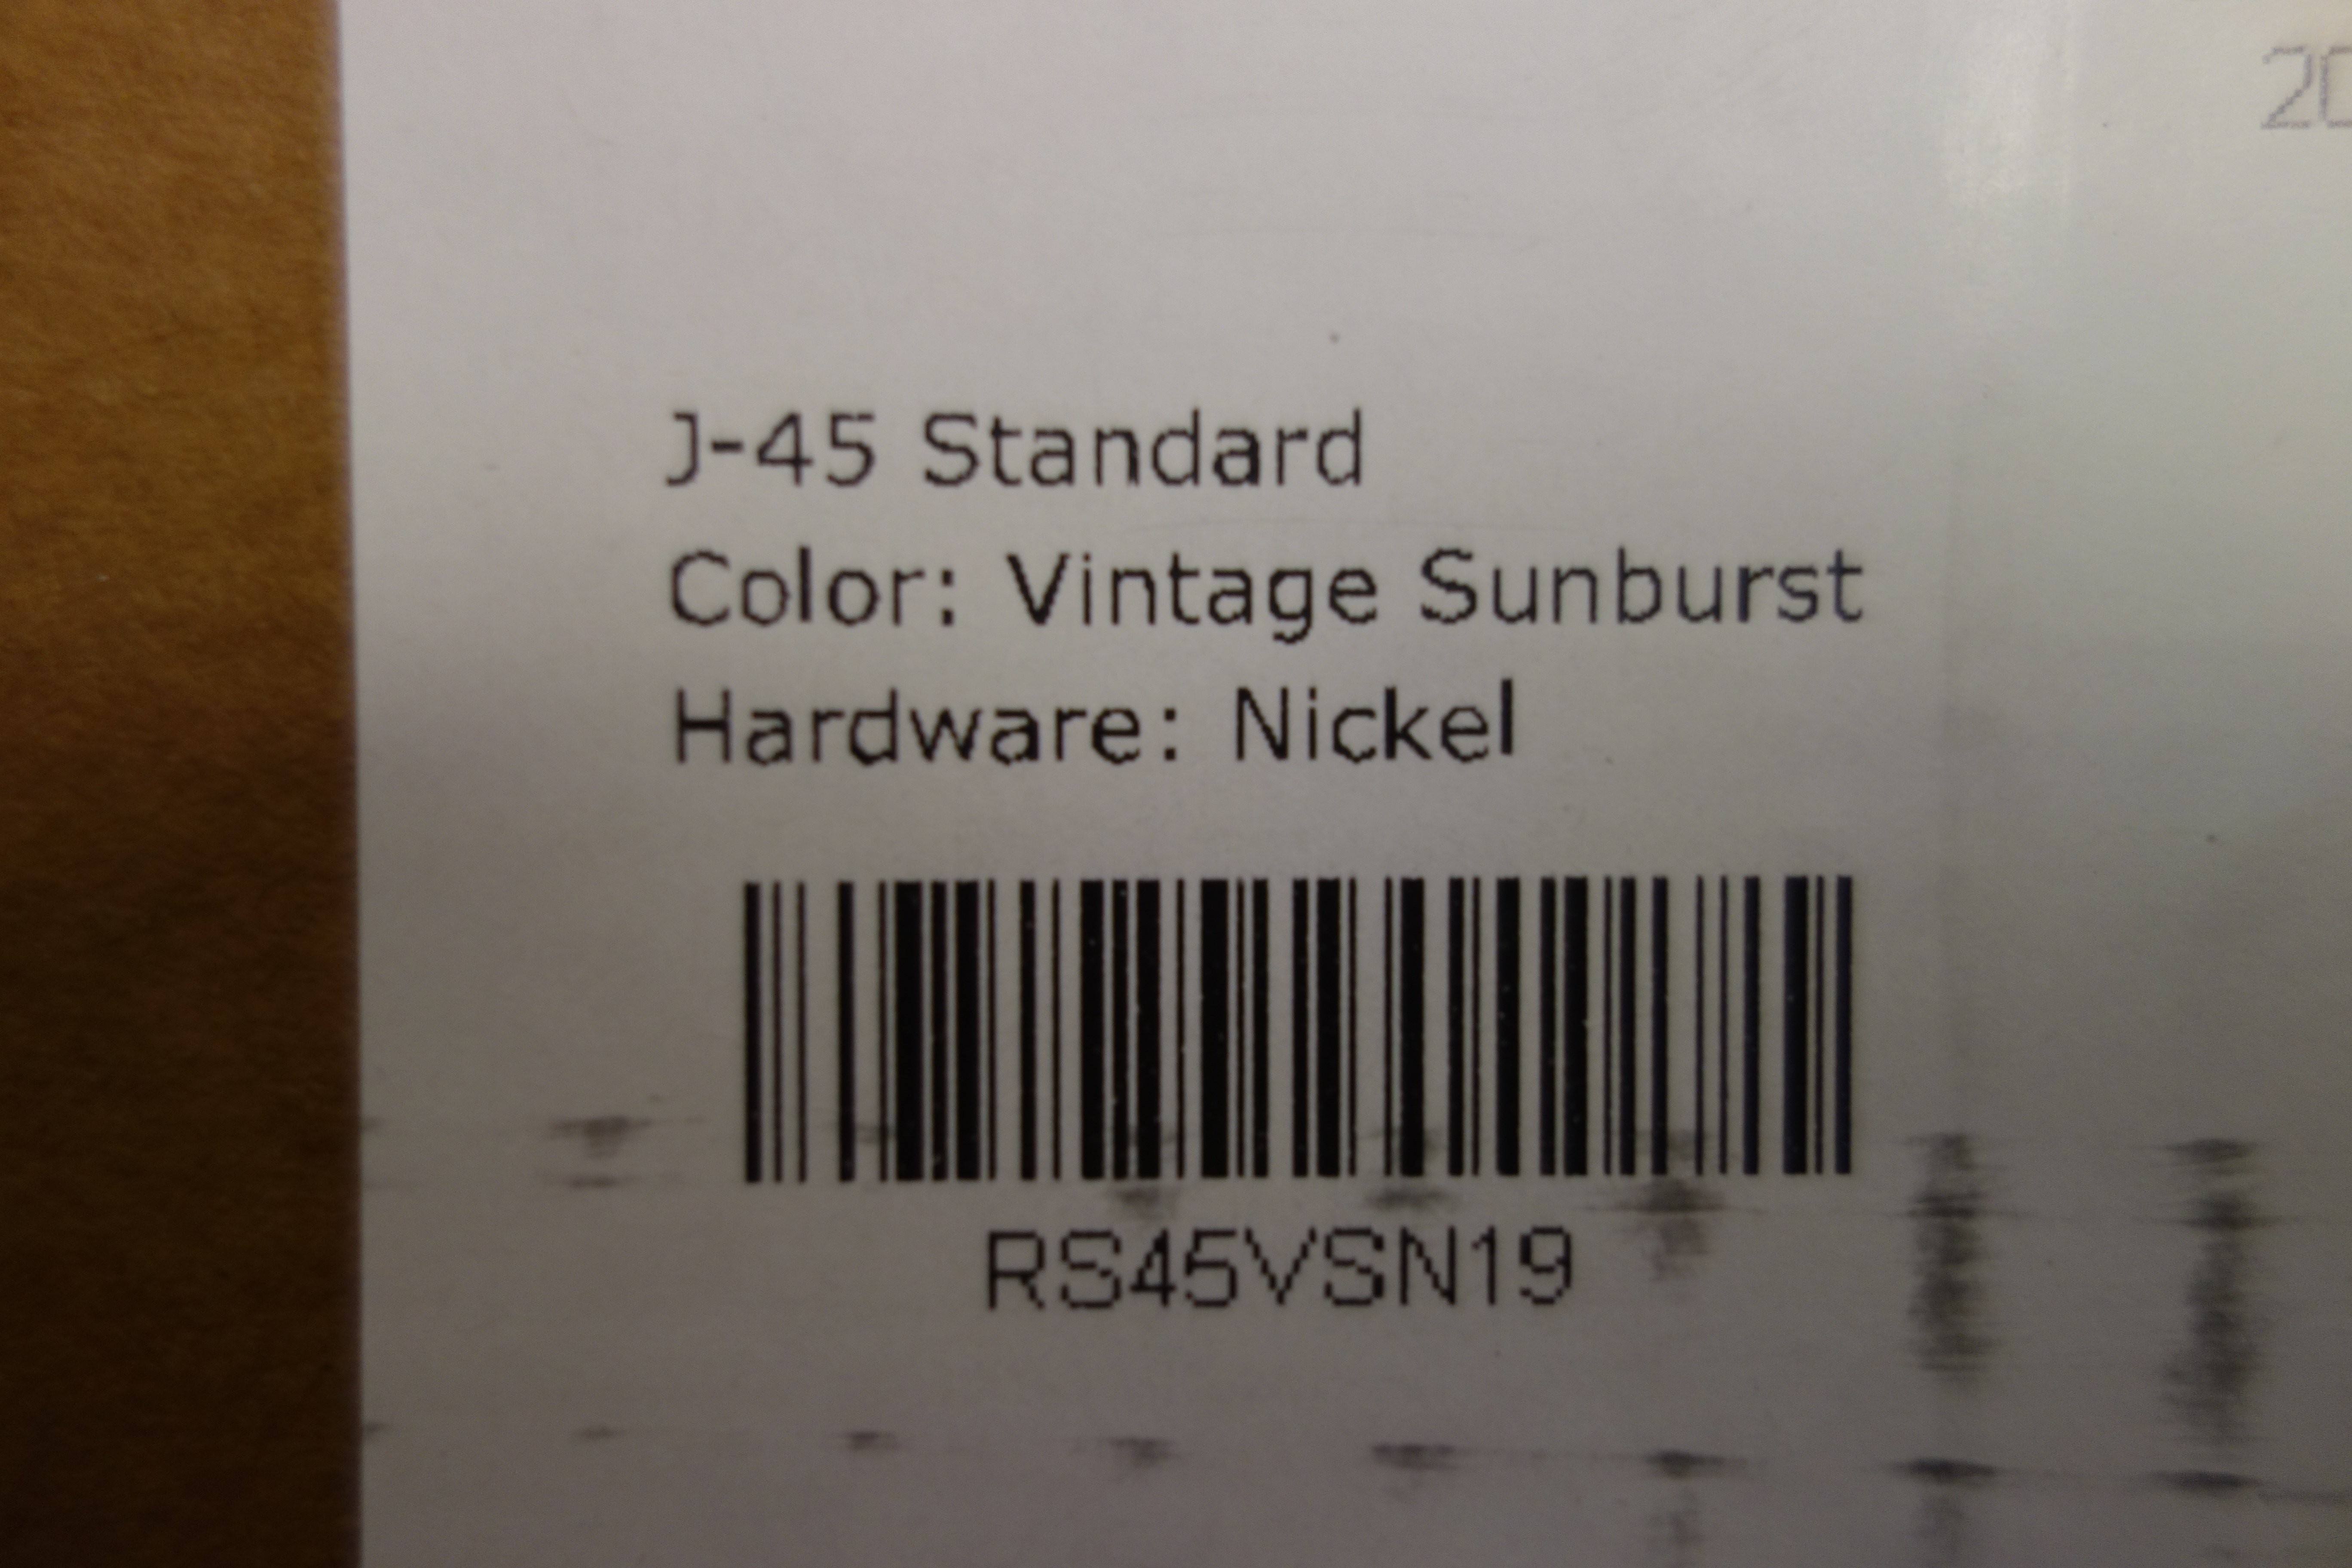 J-45 Standard
Color: Vintage Sunburst
Hardware: Nickel
RS45VSN19